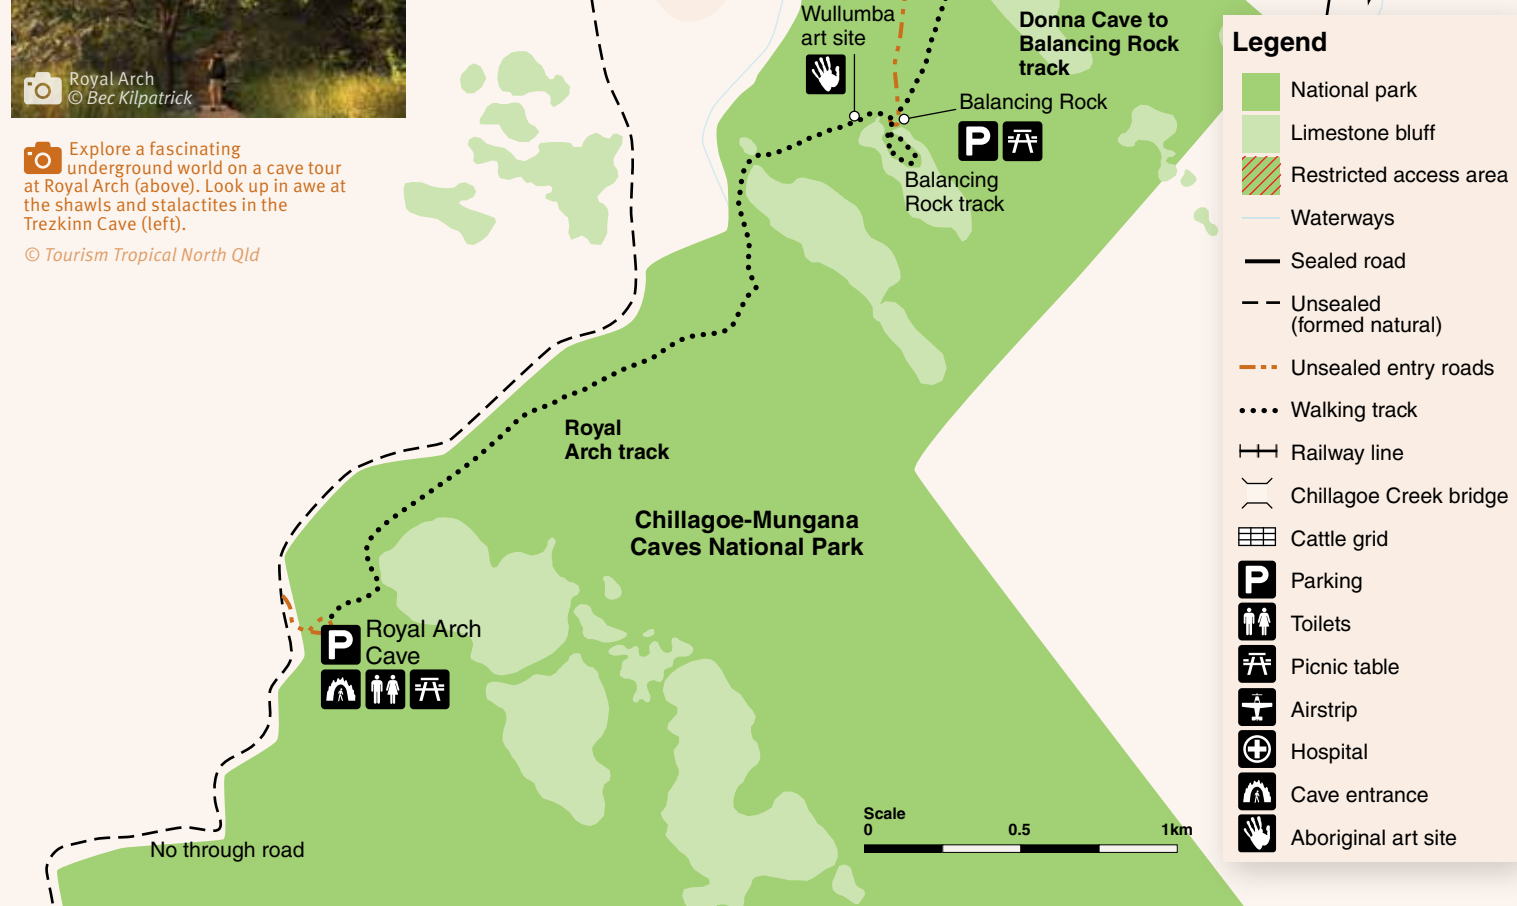 Royal Arch
© Bec Kilpatrick
Explore a fascinating
underground world on a cave tour
at Royal Arch (above). Look up in awe at
the shawls and stalactites in the
Trezkinn Cave (left).
© Tourism Tropical North Qld
Wullumba
art site
Donna Cave to
Balancing Rock
track
Balancing Rock
P
Balancing
Rock track
Royal
Arch track
Chillagoe-Mungana
Caves National Park
P
Royal Arch
Cave
No through road
Scale
0 0.5 1km
Legend
National park
Limestone bluff
Restricted access area
Waterways
Sealed road
Unsealed
(formed natural)
Unsealed entry roads
Walking track
Railway line
Chillagoe Creek bridge
Cattle grid
P Parking
Toilets
Picnic table
Airstrip
Hospital
Cave entrance
Aboriginal art site